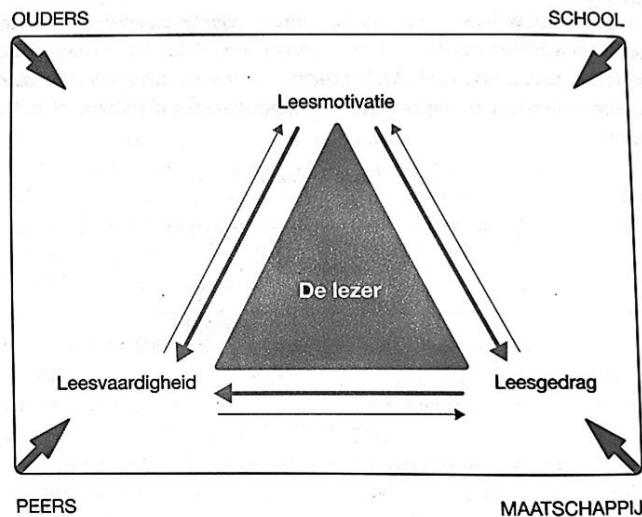 OUDERS
SCHOOL
Leesmotivatie
De lezer
Leesvaardigheid
Leesgedrag
PEERS
MAATSCHAPPIJ